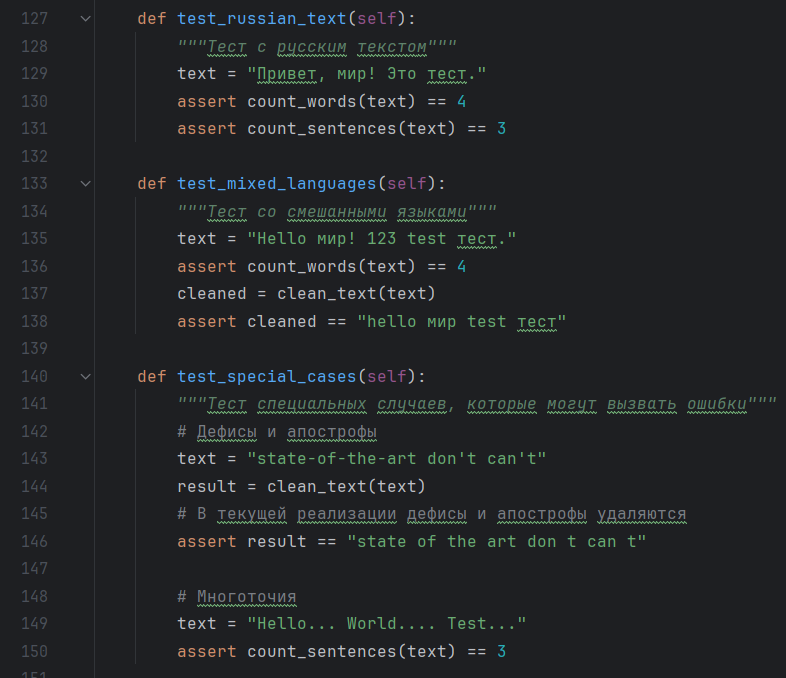 127 def test_russian_text(self):
128 """Тест с русским текстом"""
129 text = "Привет, мир! Это тест."
130 assert count_words(text) == 4
131 assert count_sentences(text) == 3
132
133 def test_mixed_languages(self):
134 """Тест со смешанными языками"""
135 text = "Hello мир! 123 test тест."
136 assert count_words(text) == 4
137 cleaned = clean_text(text)
138 assert cleaned == "hello мир test тест"
139
140 def test_special_cases(self):
141 """Тест специальных случаев, которые могут вызвать ошибки"""
142 # Дефисы и апострофы
143 text = "state-of-the-art don't can't"
144 result = clean_text(text)
145 # В текущей реализации дефисы и апострофы удаляются
146 assert result == "state of the art don t can t"
147
148 # Многоточия
149 text = "Hello... World.... Test..."
150 assert count_sentences(text) == 3
151